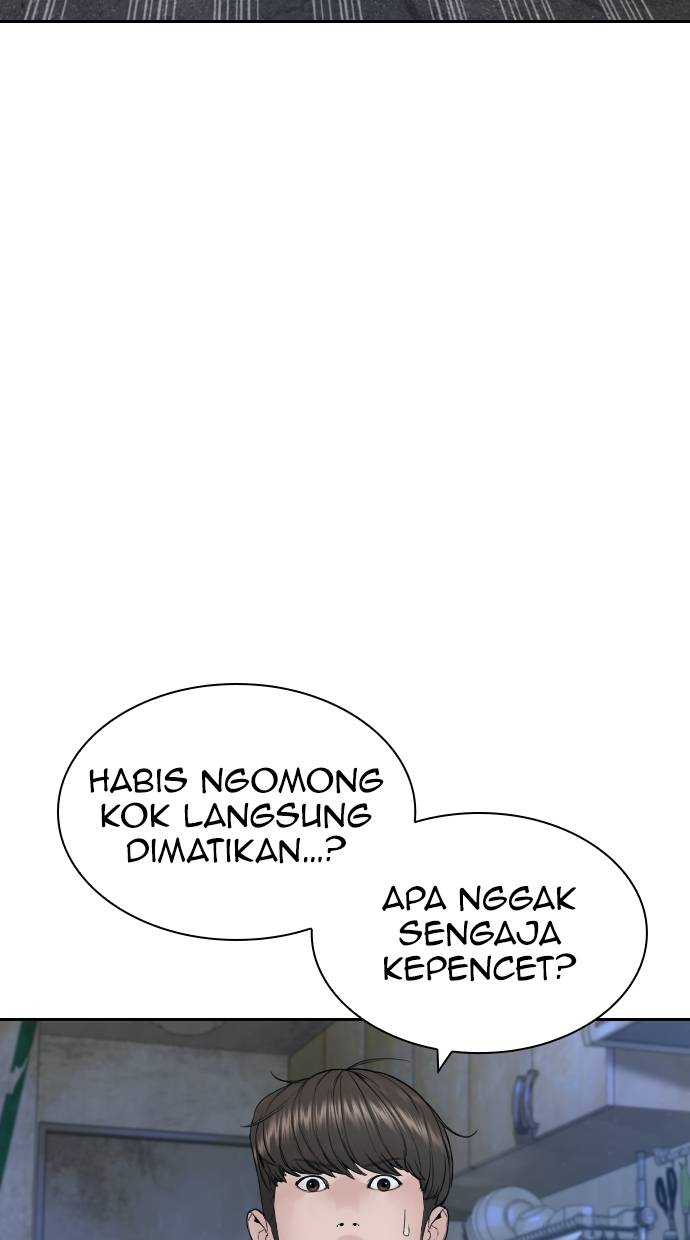 HABIS NGOMONG
KOK LANGSUNG
DIMATIKAN...?
APA NGGAK
SENGAJA
KEPENCET?